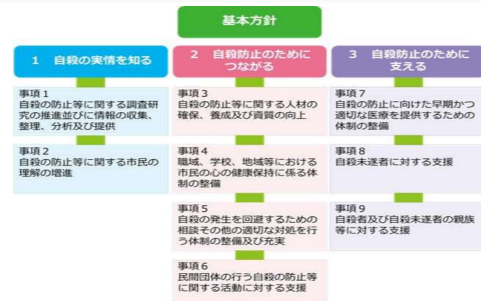 基本方針
1 自殺の実情を知る
2 自殺防止のために
つながる
3 自殺防止のために
支える
事項1
自殺の防止等に関する調査研
究の推進並びに情報の収集、
整理、分析及び提供
事項2
自殺の防止等に関する市民の
理解の増進
事項3
自殺の防止等に関する人材の
確保、養成及び資質の向上
事項4
職域、学校、地域等における
市民の心の健康保持に係る体
制の整備
事項5
自殺の発生を回避するための
相談その他の適切な対処を行
う体制の整備及び充実
事項6
民間団体の行う自殺の防止等
に関する活動に対する支援
事項7
自殺の防止に向けた早期かつ
適切な医療を提供するための
体制の整備
事項8
自殺未遂者に対する支援
事項9
自殺者及び自殺未遂者の親族
等に対する支援